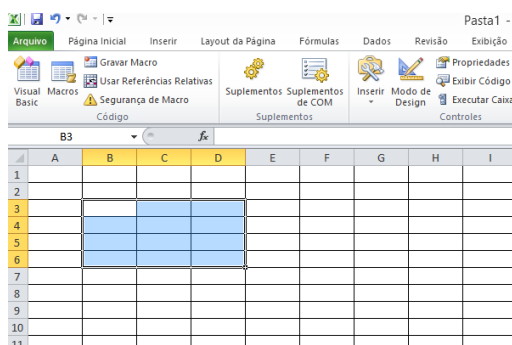 Pasta1 -
Arquivo Página Inicial Inserir Layout da Página Fórmulas Dados Revisão Exibição
Visual Basic
Macros
Gravar Macro
Usar Referências Relativas
Segurança de Macro
Código
Suplementos
Suplementos de COM
Suplementos
Inserir
Modo de Design
Propriedades
Exibir Código
Executar Caixa
Controles
B3 fx
A B C D E F G H I
1
2
3
4
5
6
7
8
9
10
11